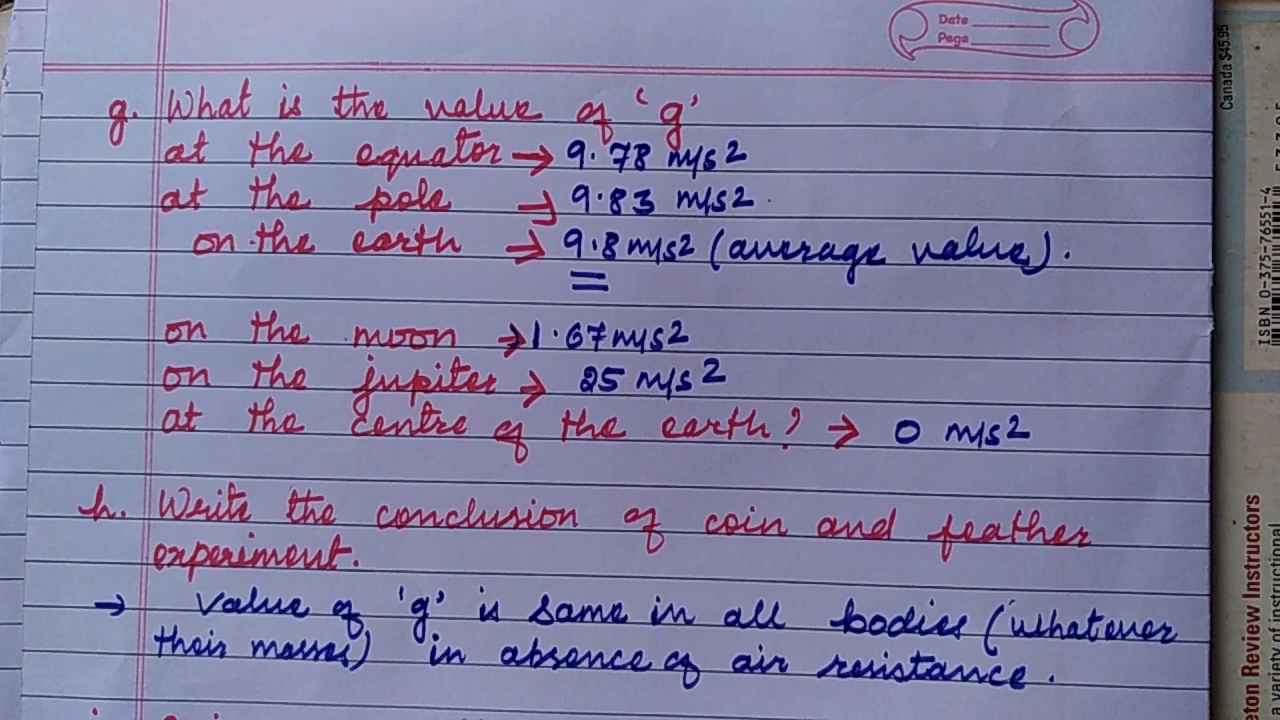 Date
Page
g. What is the value of 'g'
at the equator → 9.78 m/s2
at the pole → 9.83 m/s2.
on the earth → 9.8 m/s2 (average value).
on the moon → 1.67 m/s2
on the jupiter → 25 m/s2
at the centre of the earth? → 0 m/s2
h. Write the conclusion of coin and feather
experiment.
→ Value of 'g' is same in all bodies (whatever
their masses) in absence of air resistance.
Canada $45.95
ISBN 0-375-76551-4
eton Review Instructors
a variety of instructional